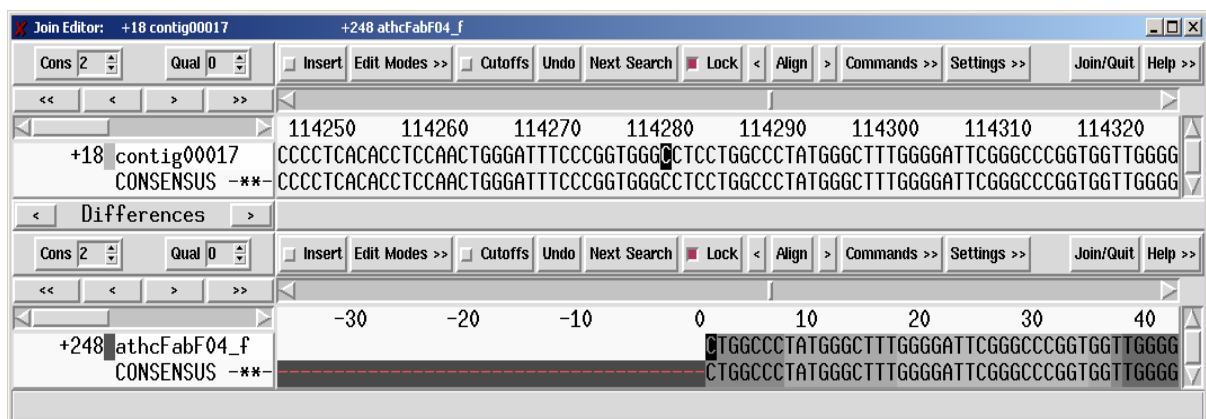 Join Editor: +18 contig00017 +248 athcFabF04_f
Cons 2 Qual 0 Insert Edit Modes >> Cutoffs Undo Next Search Lock < Align > Commands >> Settings >> Join/Quit Help >>
<< < > >>
114250 114260 114270 114280 114290 114300 114310 114320
+18 contig00017 CCCCTCACACCTCCAACTGGGATTTCCCGGTGGGCCTCCTGGCCCTATGGGCTTTGGGGATTCGGGCCCGGTGGTTGGGG
CONSENSUS -**- CCCCTCACACCTCCAACTGGGATTTCCCGGTGGGCCTCCTGGCCCTATGGGCTTTGGGGATTCGGGCCCGGTGGTTGGGG
< Differences >
Cons 2 Qual 0 Insert Edit Modes >> Cutoffs Undo Next Search Lock < Align > Commands >> Settings >> Join/Quit Help >>
<< < > >>
-30 -20 -10 0 10 20 30 40
+248 athcFabF04_f CTGGCCCTATGGGCTTTGGGGATTCGGGCCCGGTGGTTGGGG
CONSENSUS -**- --------------------------------------CTGGCCCTATGGGCTTTGGGGATTCGGGCCCGGTGGTTGGGG